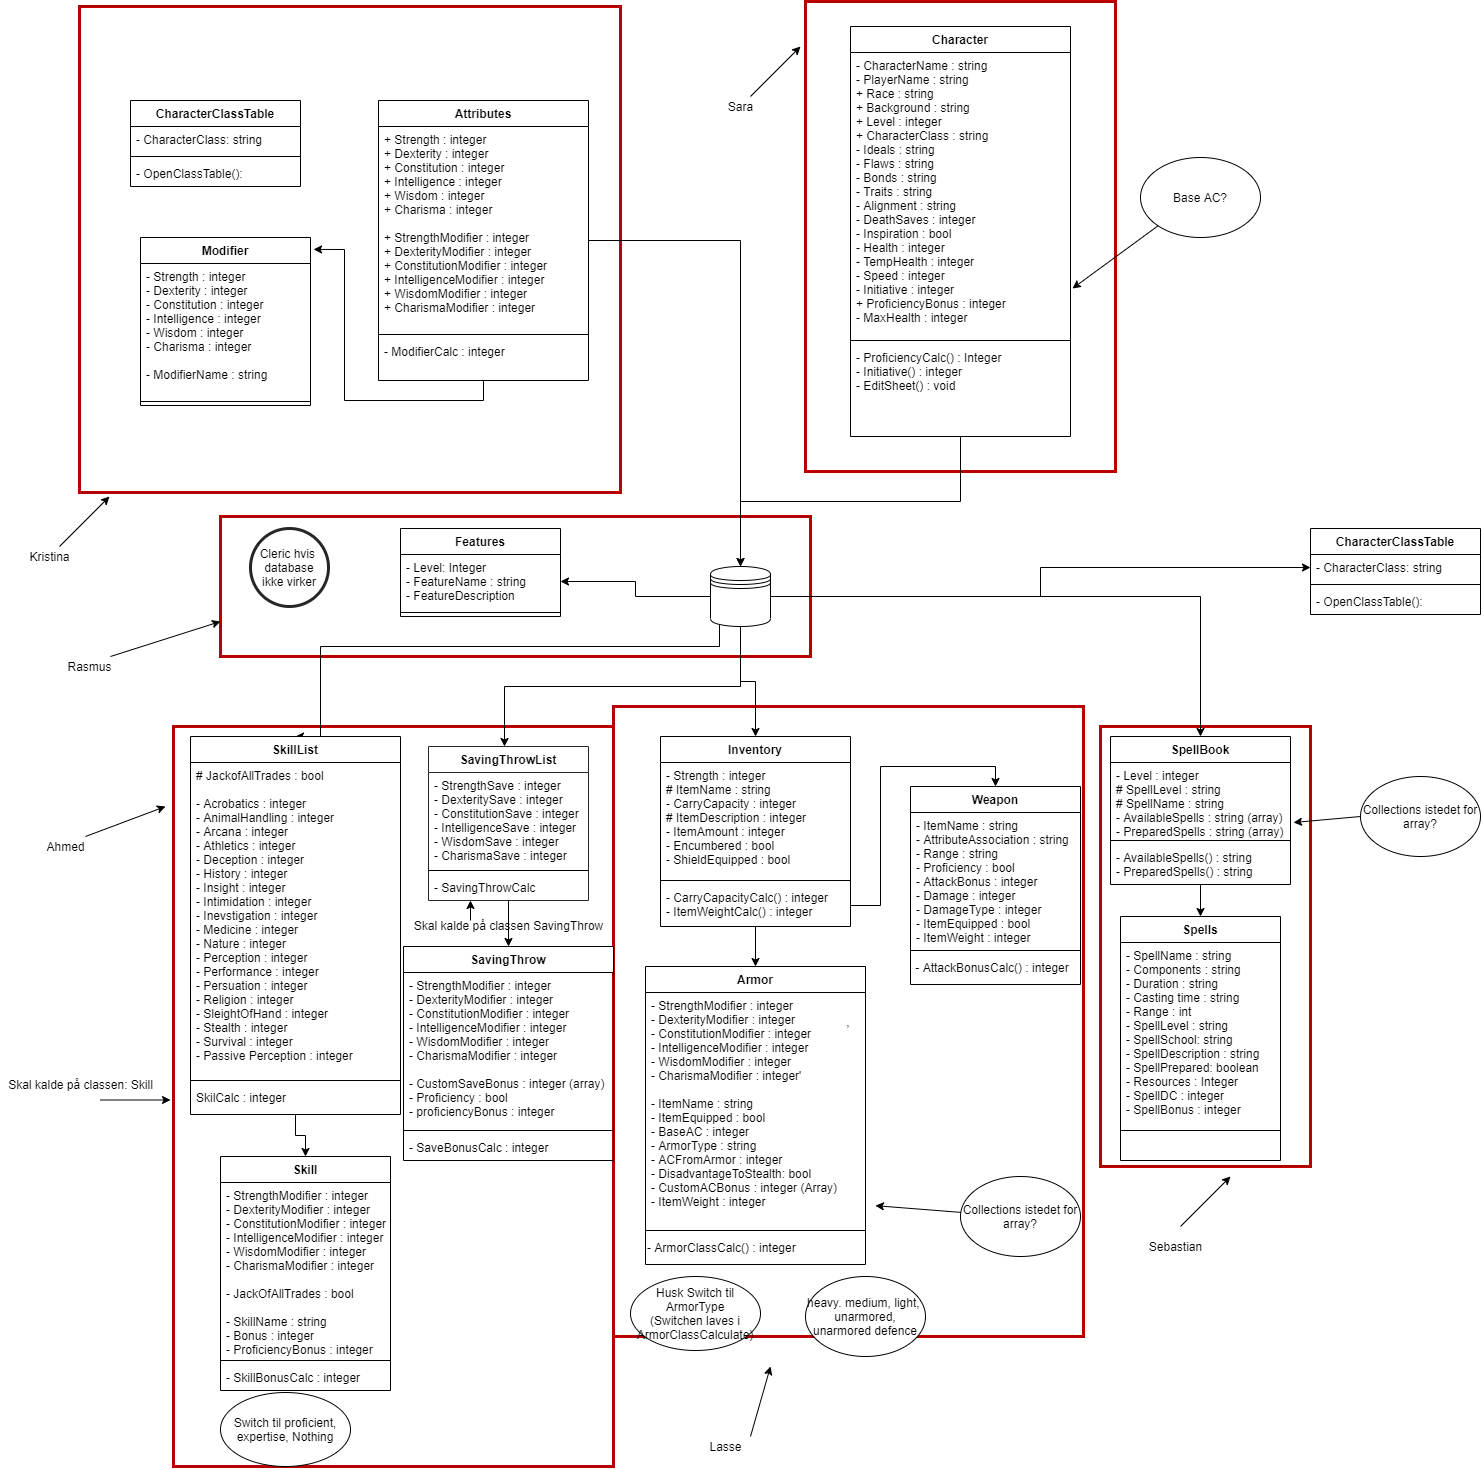 CharacterClassTable
- CharacterClass: string
- OpenClassTable():
Attributes
+ Strength : integer
+ Dexterity : integer
+ Constitution : integer
+ Intelligence : integer
+ Wisdom : integer
+ Charisma : integer
+ StrengthModifier : integer
+ DexterityModifier : integer
+ ConstitutionModifier : integer
+ IntelligenceModifier : integer
+ WisdomModifier : integer
+ CharismaModifier : integer
- ModifierCalc : integer
Modifier
- Strength : integer
- Dexterity : integer
- Constitution : integer
- Intelligence : integer
- Wisdom : integer
- Charisma : integer
- ModifierName : string
Kristina
Sara
Character
- CharacterName : string
- PlayerName : string
+ Race : string
+ Background : string
+ Level : integer
+ CharacterClass : string
- Ideals : string
- Flaws : string
- Bonds : string
- Traits : string
- Alignment : string
- DeathSaves : integer
- Inspiration : bool
- Health : integer
- TempHealth : integer
- Speed : integer
- Initiative : integer
+ ProficiencyBonus : integer
- MaxHealth : integer
- ProficiencyCalc() : Integer
- Initiative() : integer
- EditSheet() : void
Base AC?
Cleric hvis
database
ikke virker
Features
- Level: Integer
- FeatureName : string
- FeatureDescription
Rasmus
CharacterClassTable
- CharacterClass: string
- OpenClassTable():
Ahmed
Skal kalde på classen: Skill
SkillList
# JackofAllTrades : bool
- Acrobatics : integer
- AnimalHandling : integer
- Arcana : integer
- Athletics : integer
- Deception : integer
- History : integer
- Insight : integer
- Intimidation : integer
- Inevstigation : integer
- Medicine : integer
- Nature : integer
- Perception : integer
- Performance : integer
- Persuation : integer
- Religion : integer
- SleightOfHand : integer
- Stealth : integer
- Survival : integer
- Passive Perception : integer
SkilCalc : integer
SavingThrowList
- StrengthSave : integer
- DexteritySave : integer
- ConstitutionSave : integer
- IntelligenceSave : integer
- WisdomSave : integer
- CharismaSave : integer
- SavingThrowCalc
Skal kalde på classen SavingThrow
SavingThrow
- StrengthModifier : integer
- DexterityModifier : integer
- ConstitutionModifier : integer
- IntelligenceModifier : integer
- WisdomModifier : integer
- CharismaModifier : integer
- CustomSaveBonus : integer (array)
- Proficiency : bool
- proficiencyBonus : integer
- SaveBonusCalc : integer
Skill
- StrengthModifier : integer
- DexterityModifier : integer
- ConstitutionModifier : integer
- IntelligenceModifier : integer
- WisdomModifier : integer
- CharismaModifier : integer
- JackOfAllTrades : bool
- SkillName : string
- Bonus : integer
- ProficiencyBonus : integer
- SkillBonusCalc : integer
Switch til proficient,
expertise, Nothing
Inventory
- Strength : integer
# ItemName : string
- CarryCapacity : integer
# ItemDescription : integer
- ItemAmount : integer
- Encumbered : bool
- ShieldEquipped : bool
- CarryCapacityCalc() : integer
- ItemWeightCalc() : integer
Weapon
- ItemName : string
- AttributeAssociation : string
- Range : string
- Proficiency : bool
- AttackBonus : integer
- Damage : integer
- DamageType : integer
- ItemEquipped : bool
- ItemWeight : integer
- AttackBonusCalc() : integer
Armor
- StrengthModifier : integer
- DexterityModifier : integer
- ConstitutionModifier : integer
- IntelligenceModifier : integer
- WisdomModifier : integer
- CharismaModifier : integer'
- ItemName : string
- ItemEquipped : bool
- BaseAC : integer
- ArmorType : string
- ACFromArmor : integer
- DisadvantageToStealth: bool
- CustomACBonus : integer (Array)
- ItemWeight : integer
- ArmorClassCalc() : integer
,
Collections istedet for
array?
Husk Switch til
ArmorType
(Switchen laves i
ArmorClassCalculate)
heavy. medium, light,
unarmored,
unarmored defence
Lasse
SpellBook
- Level : integer
# SpellLevel : string
# SpellName : string
- AvailableSpells : string (array)
- PreparedSpells : string (array)
- AvailableSpells() : string
- PreparedSpells() : string
Collections istedet for
array?
Spells
- SpellName : string
- Components : string
- Duration : string
- Casting time : string
- Range : int
- SpellLevel : string
- SpellSchool: string
- SpellDescription : string
- SpellPrepared: boolean
- Resources : Integer
- SpellDC : integer
- SpellBonus : integer
Sebastian